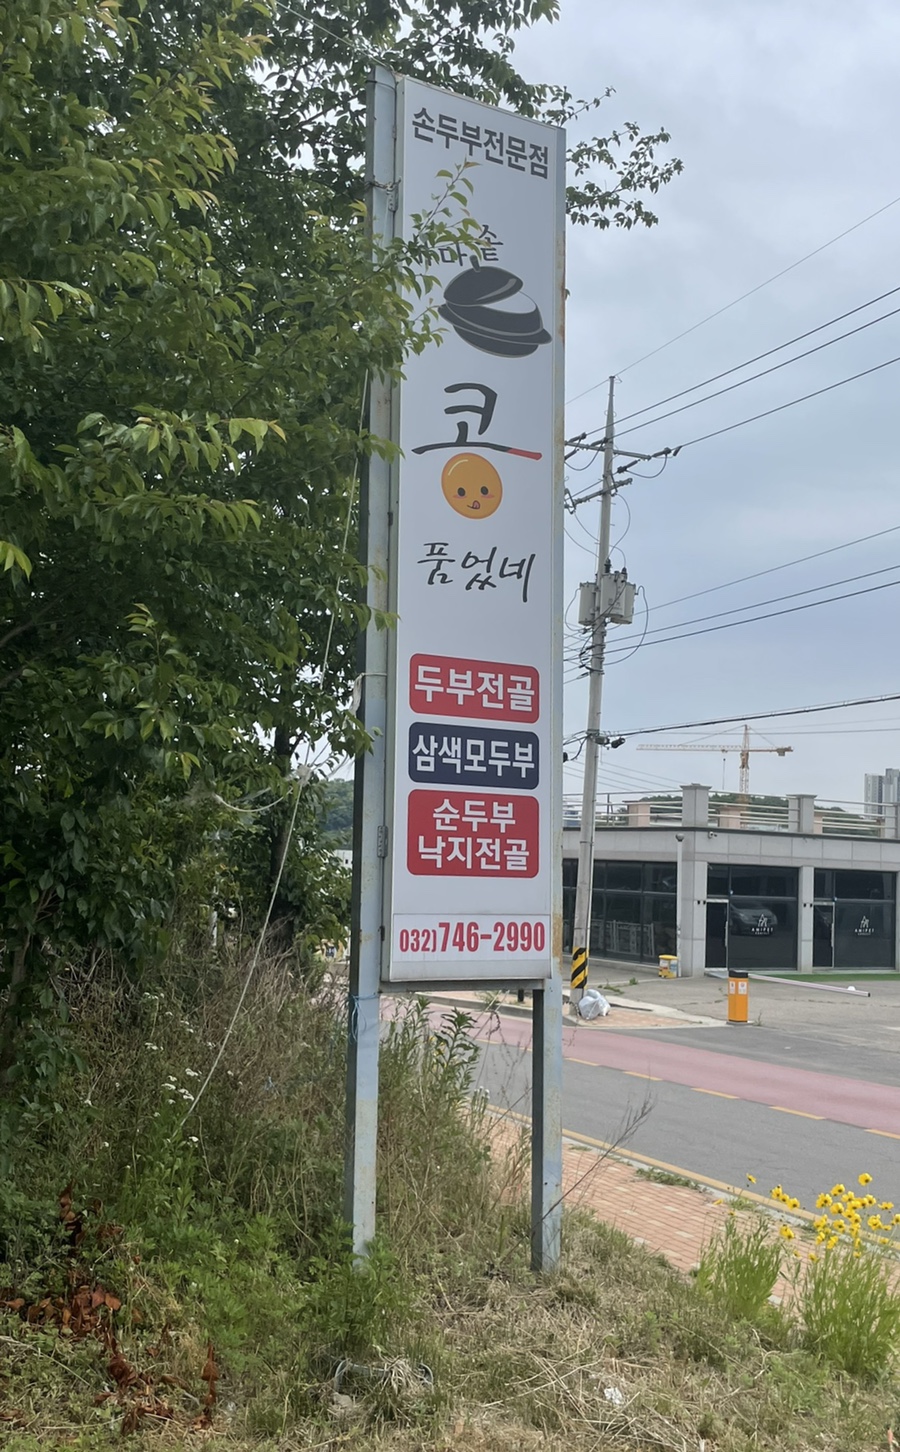 손두부전문점
가마솥
콩
품었네
두부전골
삼색모두부
순두부
낙지전골
032)746-2990